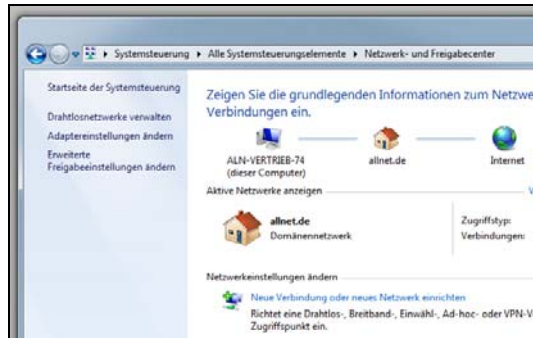 Systemsteuerung Alle Systemsteuerungselemente Netzwerk- und Freigabecenter
Startseite der Systemsteuerung
Drahtlosnetzwerke verwalten
Adaptereinstellungen ändern
Erweiterte
Freigabeeinstellungen ändern
Zeigen Sie die grundlegenden Informationen zum Netzwe
Verbindungen ein.
ALN-VERTRIEB-74
(dieser Computer)
allnet.de
Internet
Aktive Netzwerke anzeigen
V
allnet.de
Domänennetzwerk
Zugriffstyp:
Verbindungen:
Netzwerkeinstellungen ändern
Neue Verbindung oder neues Netzwerk einrichten
Richtet eine Drahtlos-, Breitband-, Einwähl-, Ad-hoc- oder VPN-V
Zugriffspunkt ein.